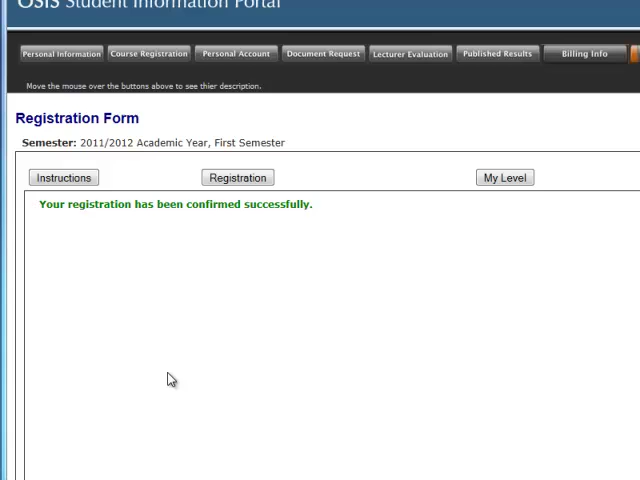 OSIS Student Information Portal
Personal Information Course Registration Personal Account Document Request Lecturer Evaluation Published Results Billing Info
Move the mouse over the buttons above to see thier description.
Registration Form
Semester: 2011/2012 Academic Year, First Semester
Instructions Registration My Level
Your registration has been confirmed successfully.